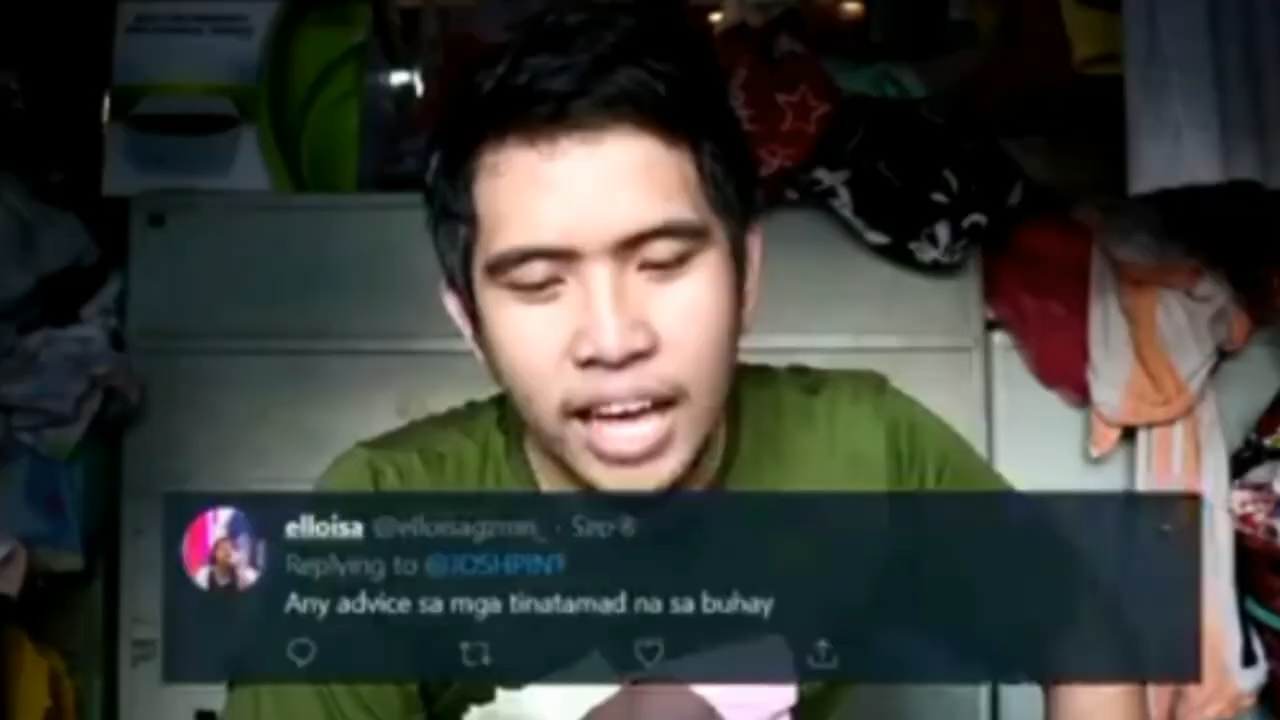 elloisa
Replying to @JOSHPINT
Any advice sa mga tinatamad na sa buhay